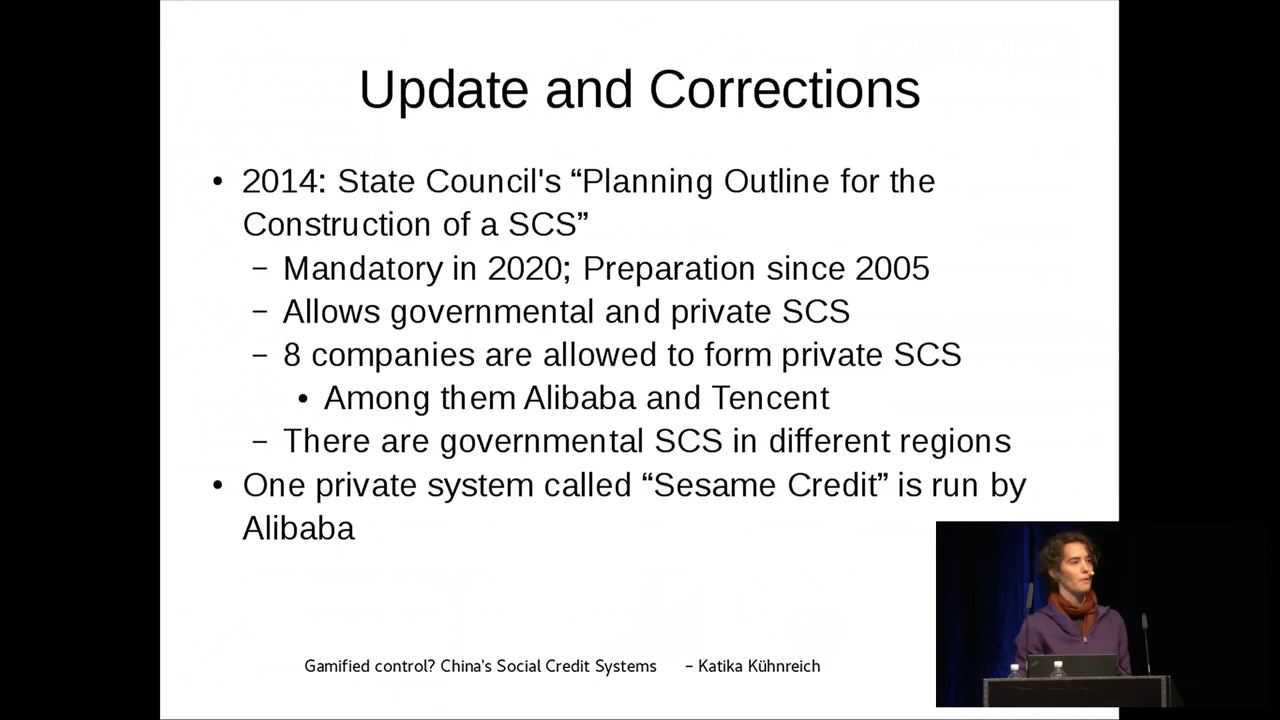 Update and Corrections
• 2014: State Council's “Planning Outline for the
Construction of a SCS”
– Mandatory in 2020; Preparation since 2005
– Allows governmental and private SCS
– 8 companies are allowed to form private SCS
• Among them Alibaba and Tencent
– There are governmental SCS in different regions
• One private system called “Sesame Credit” is run by
Alibaba
Gamified control? China's Social Credit Systems – Katika Kühnreich